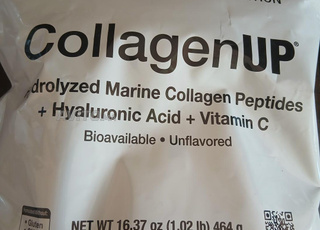 CollagenUP®
drolyzed Marine Collagen Peptides
+ Hyaluronic Acid + Vitamin C
Bioavailable • Unflavored
NET WT 16.37 oz (1.02 lb) 464 g